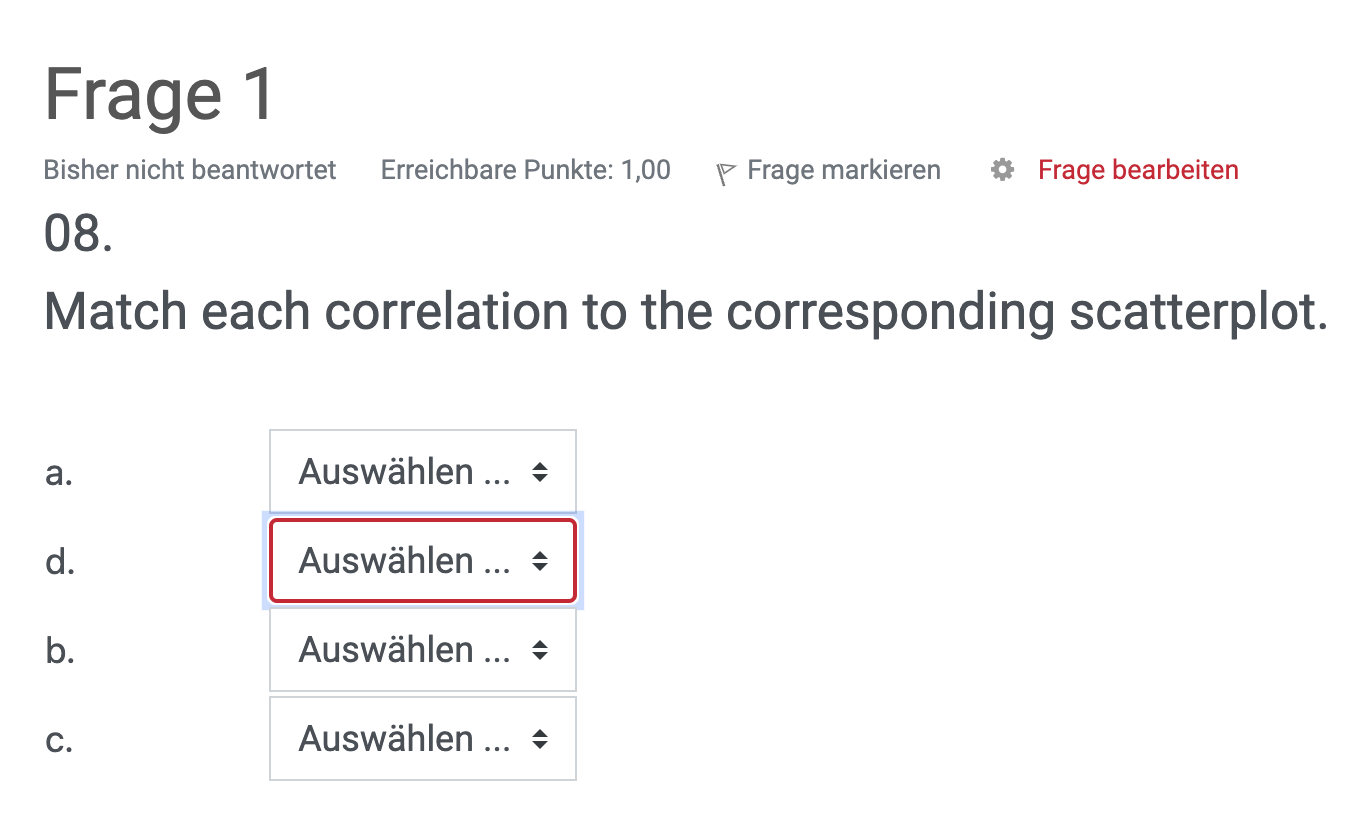 Frage 1
Bisher nicht beantwortet Erreichbare Punkte: 1,00 Frage markieren Frage bearbeiten
08.
Match each correlation to the corresponding scatterplot.
a. Auswählen ...
d. Auswählen ...
b. Auswählen ...
c. Auswählen ...